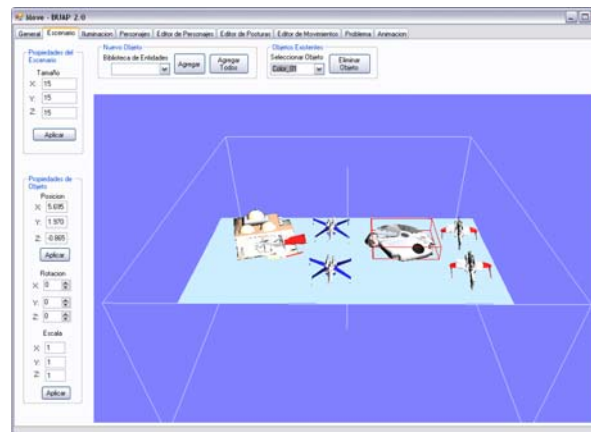 Move - BUAP 2.0
General Escenario Iluminacion Personajes Editor de Personajes Editor de Posturas Editor de Movimientos Problema Animacion
Propiedades del Escenario
Tamaño
X: 15
Y: 15
Z: 15
Aplicar
Nuevo Objeto
Biblioteca de Entidades
Agregar
Agregar Todos
Objetos Existentes
Seleccionar Objeto
Eliminar Objeto
Propiedades de Objeto
Posicion
X: 5.695
Y: 1.970
Z: -0.865
Aplicar
Rotacion
X: 0
Y: 0
Z: 0
Escala
X: 1
Y: 1
Z: 1
Aplicar